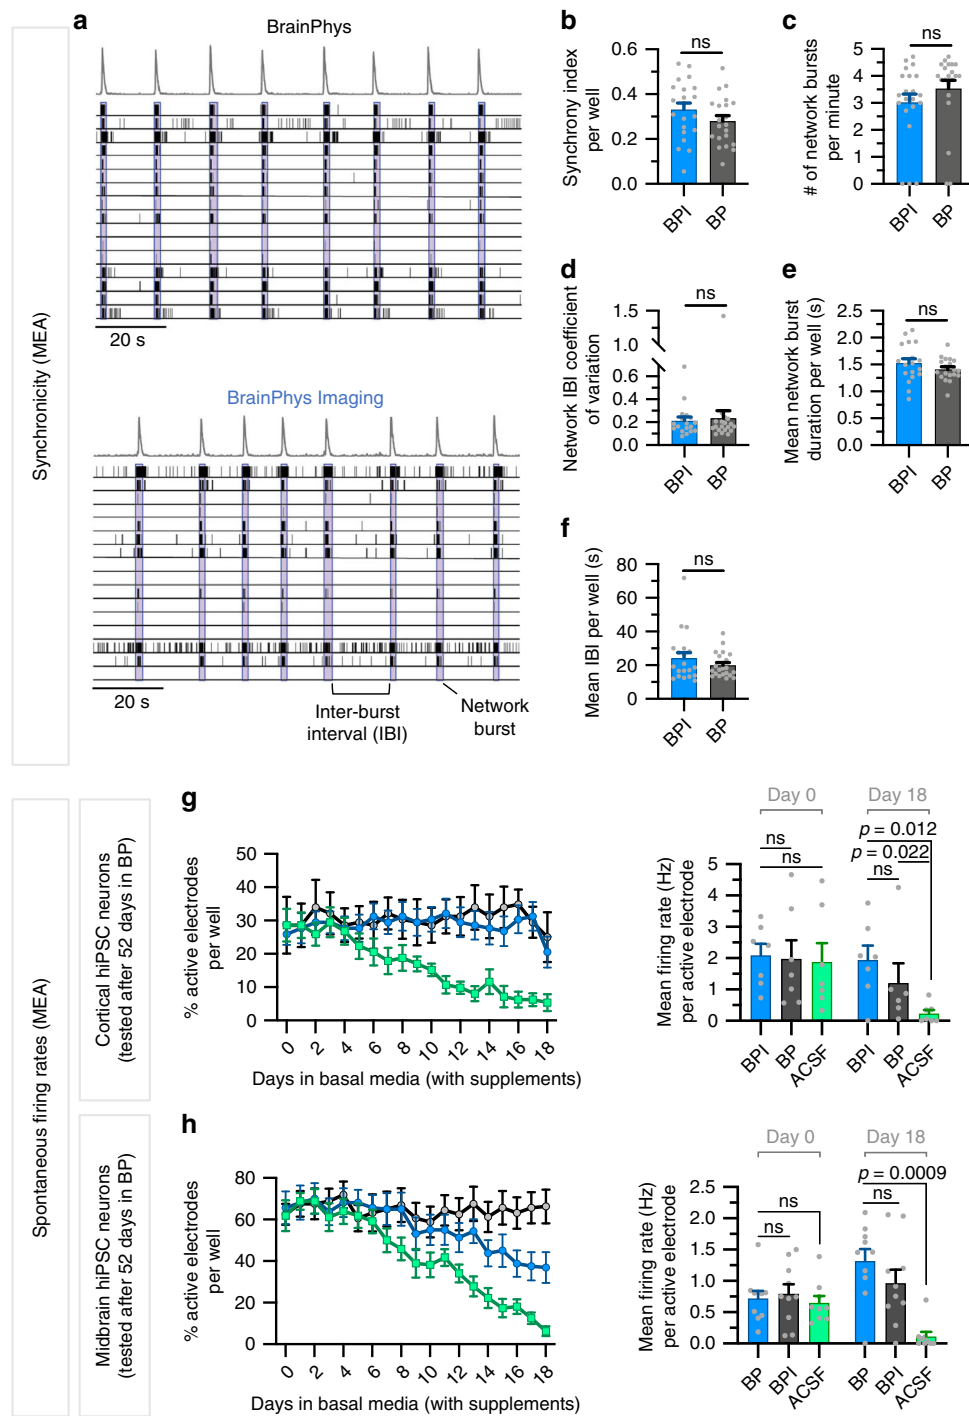 a
BrainPhys
20 s
BrainPhys Imaging
20 s
Inter-burst
interval (IBI)
Network
burst
Synchronicity (MEA)
b
ns
Synchrony index
per well
0.6
0.4
0.2
0.0
BPI
BP
c
ns
# of network bursts
per minute
5
4
3
2
1
0
BPI
BP
d
ns
Network IBI coefficient
of variation
1.5
1.0
0.8
0.6
0.4
0.2
0.0
BPI
BP
e
ns
Mean network burst
duration per well (s)
2.5
2.0
1.5
1.0
0.5
0.0
BPI
BP
f
ns
Mean IBI per well (s)
80
60
40
20
0
BPI
BP
Spontaneous firing rates (MEA)
Cortical hiPSC neurons
(tested after 52 days in BP)
g
% active electrodes
per well
50
40
30
20
10
0
0 2 4 6 8 10 12 14 16 18
Days in basal media (with supplements)
Day 0
Day 18
ns
ns
p = 0.012
p = 0.022
ns
Mean firing rate (Hz)
per active electrode
5
4
3
2
1
0
BPI BP ACSF BPI BP ACSF
Midbrain hiPSC neurons
(tested after 52 days in BP)
h
% active electrodes
per well
80
60
40
20
0
0 2 4 6 8 10 12 14 16 18
Days in basal media (with supplements)
Day 0
Day 18
ns
ns
p = 0.0009
ns
Mean firing rate (Hz)
per active electrode
2.5
2.0
1.5
1.0
0.5
0.0
BP BPI ACSF BP BPI ACSF